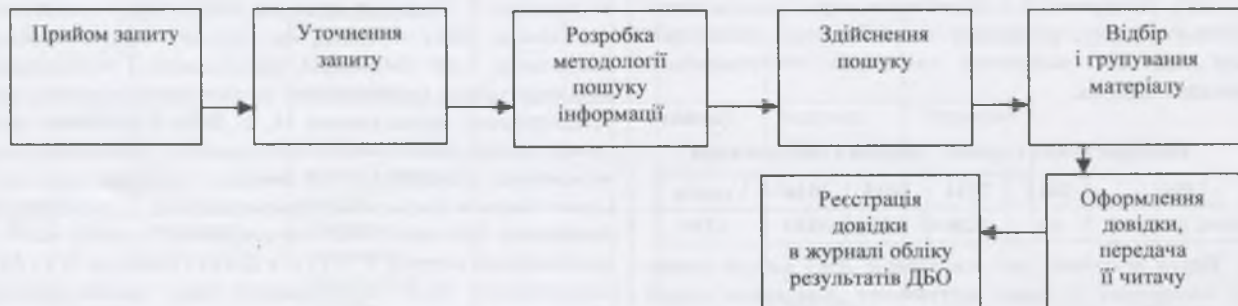 Прийом запиту
Уточнення
запиту
Розробка
методології
пошуку
інформації
Здійснення
пошуку
Відбір
і групування
матеріалу
Оформлення
довідки,
передача
її читачу
Реєстрація
довідки
в журналі обліку
результатів ДБО